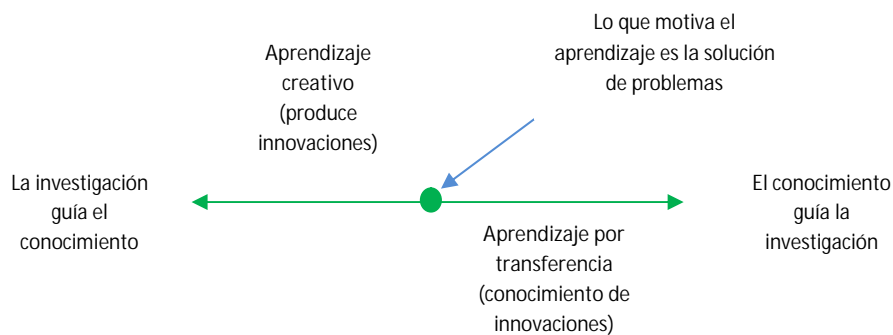 Lo que motiva el
aprendizaje es la solución
de problemas
Aprendizaje
creativo
(produce
innovaciones)
La investigación
guía el
conocimiento
El conocimiento
guía la
investigación
Aprendizaje por
transferencia
(conocimiento de
innovaciones)